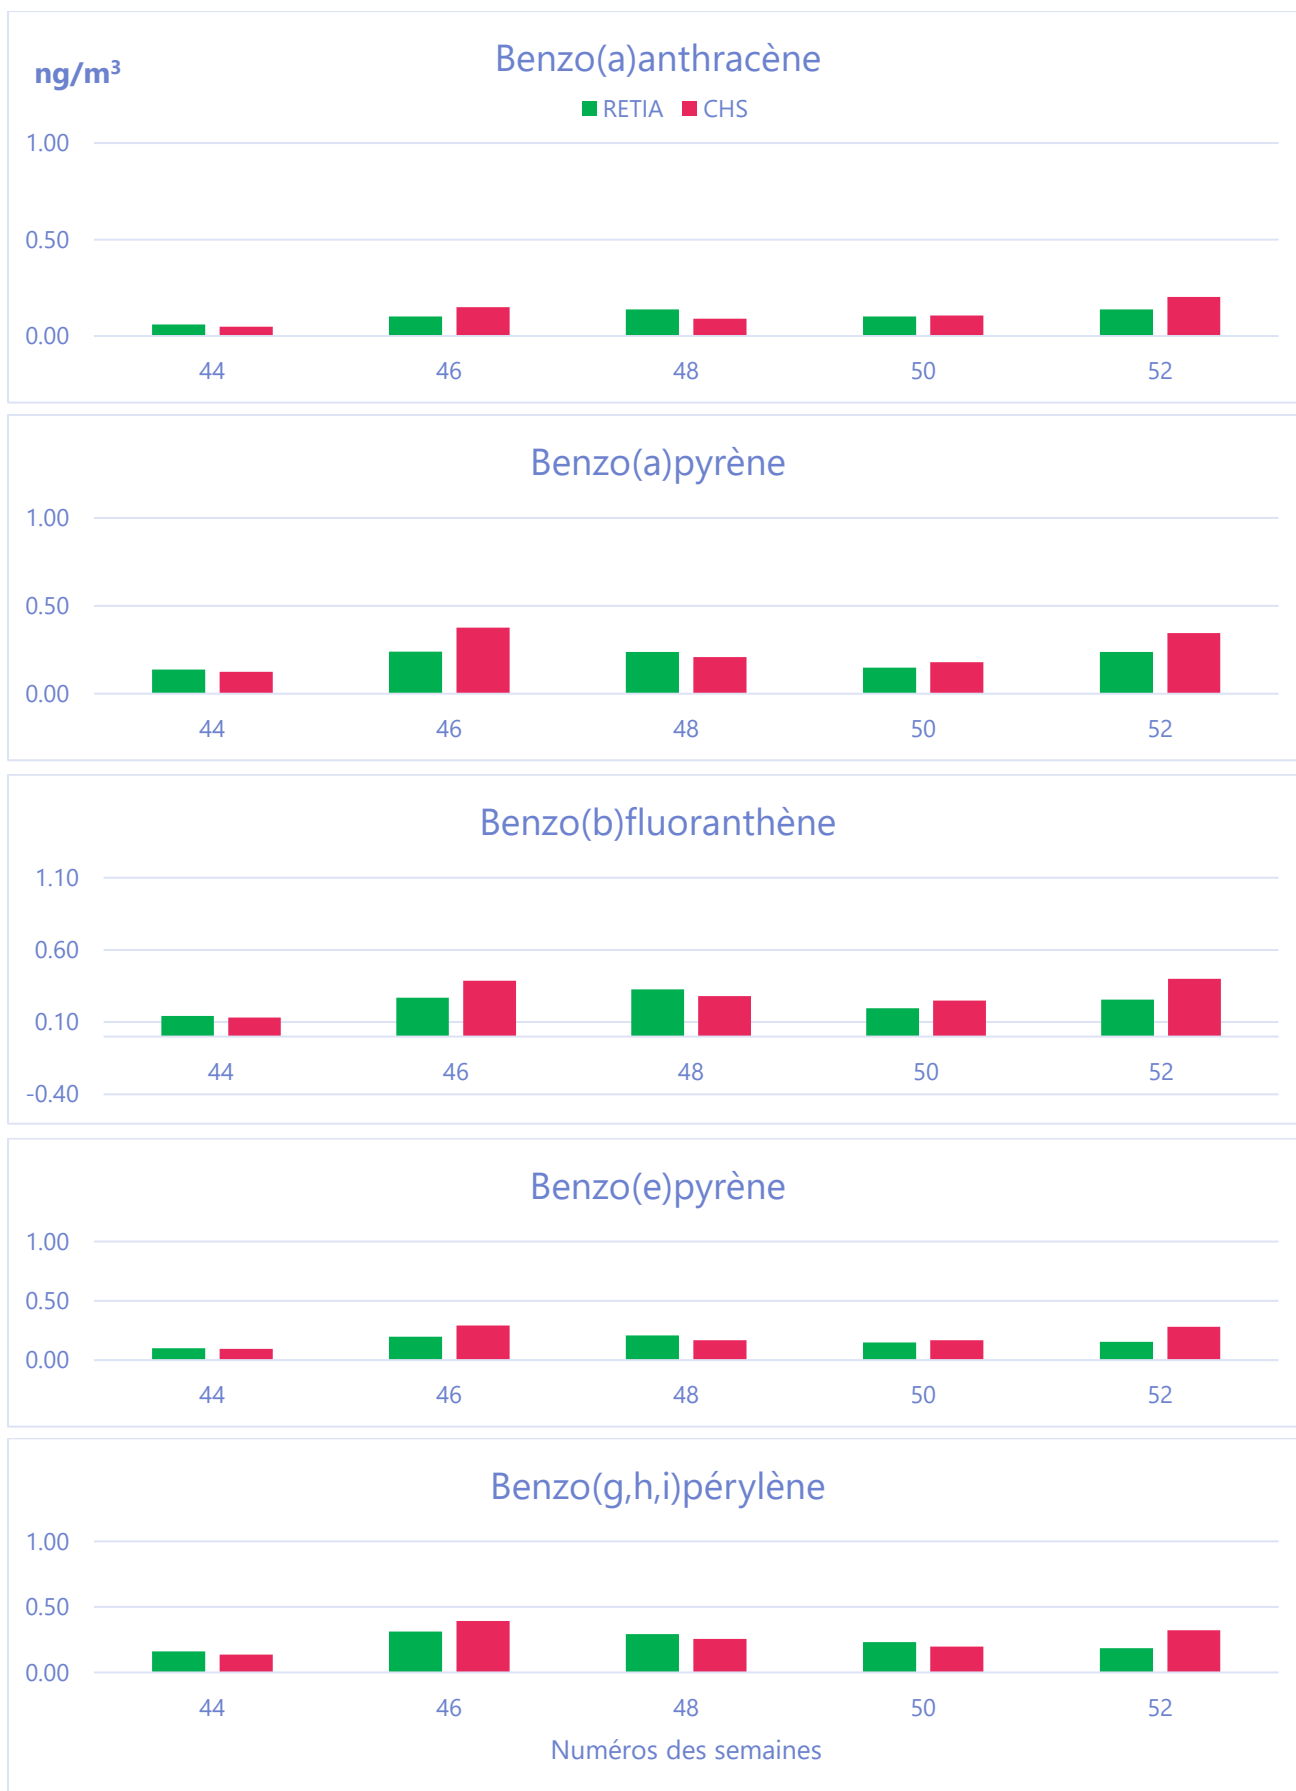 Benzo(a)anthracène
ng/m³
RETIA CHS
1.00
0.50
0.00
44 46 48 50 52
Benzo(a)pyrène
1.00
0.50
0.00
44 46 48 50 52
Benzo(b)fluoranthène
1.10
0.60
0.10
44 46 48 50 52
-0.40
Benzo(e)pyrène
1.00
0.50
0.00
44 46 48 50 52
Benzo(g,h,i)pérylène
1.00
0.50
0.00
44 46 48 50 52
Numéros des semaines